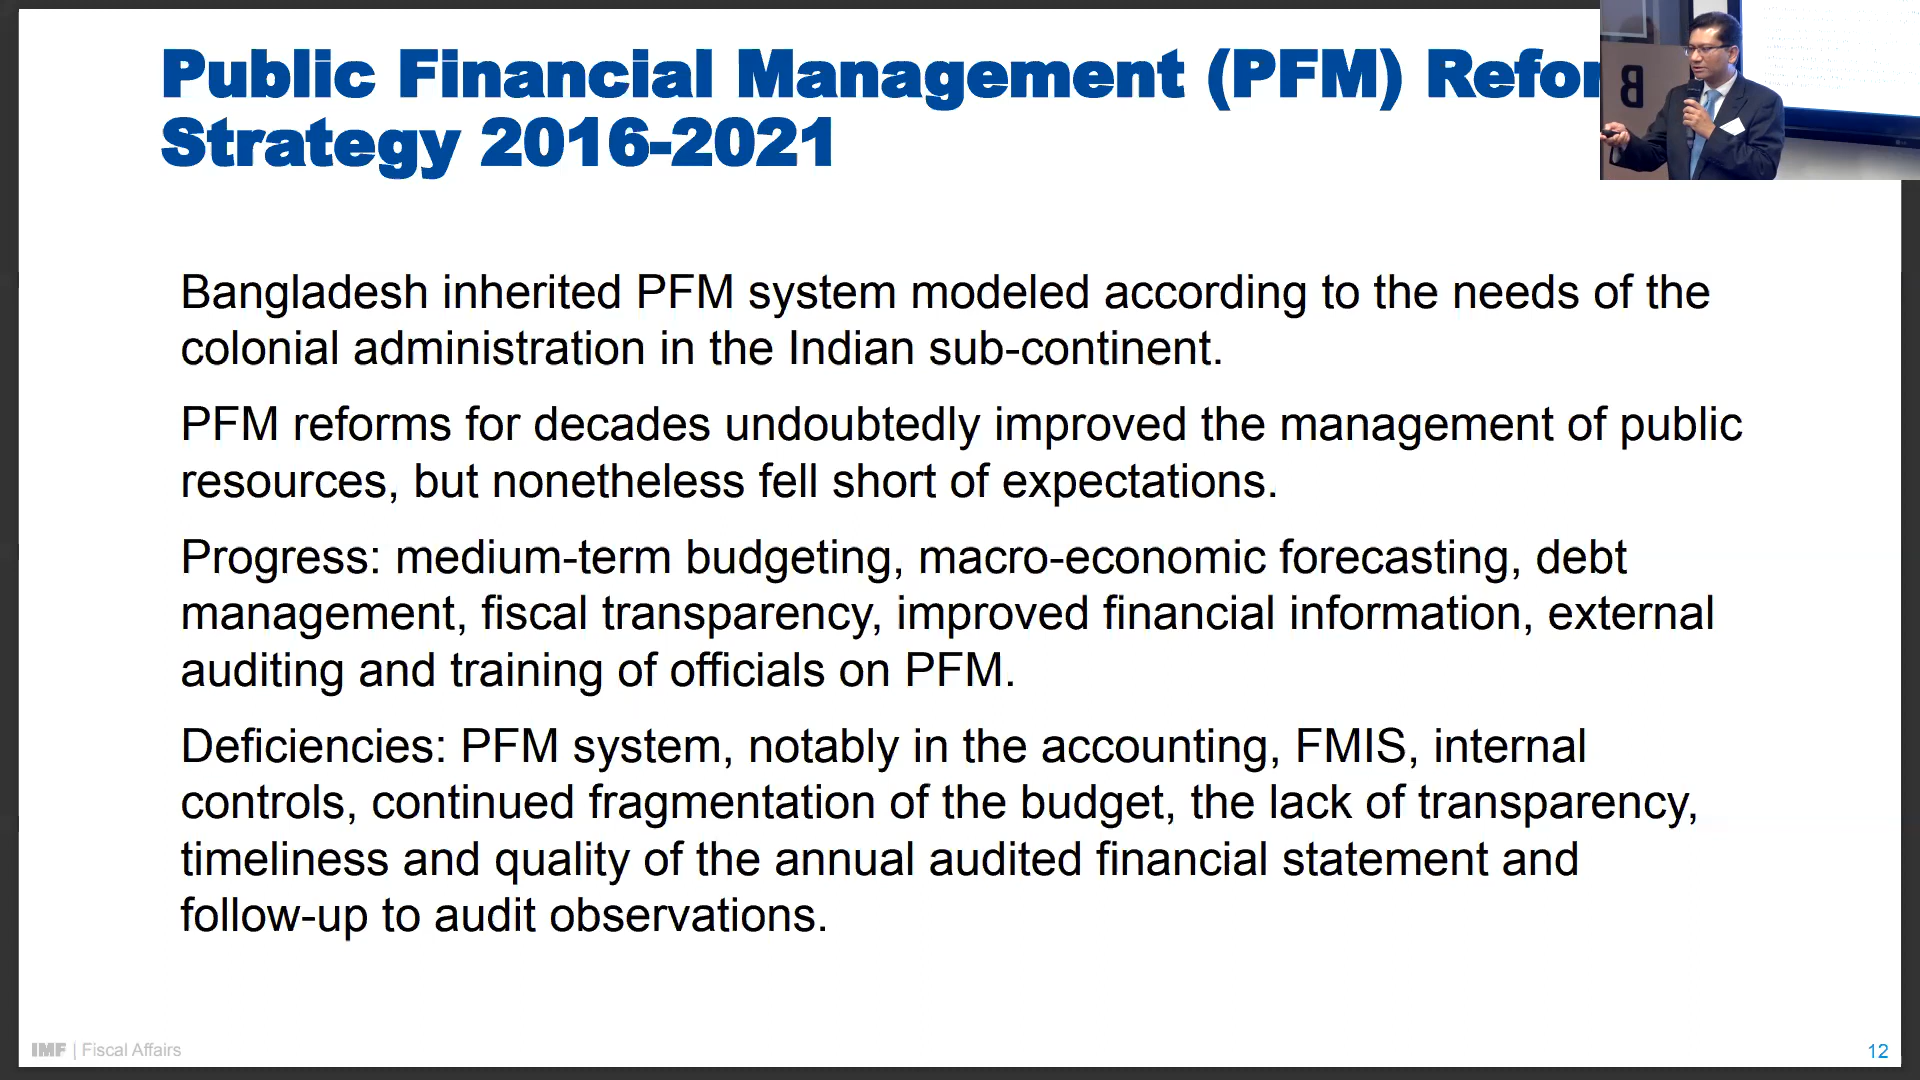 Public Financial Management (PFM) Refor
Strategy 2016-2021
B
Bangladesh inherited PFM system modeled according to the needs of the
colonial administration in the Indian sub-continent.
PFM reforms for decades undoubtedly improved the management of public
resources, but nonetheless fell short of expectations.
Progress: medium-term budgeting, macro-economic forecasting, debt
management, fiscal transparency, improved financial information, external
auditing and training of officials on PFM.
Deficiencies: PFM system, notably in the accounting, FMIS, internal
controls, continued fragmentation of the budget, the lack of transparency,
timeliness and quality of the annual audited financial statement and
follow-up to audit observations.
IMF | Fiscal Affairs
12